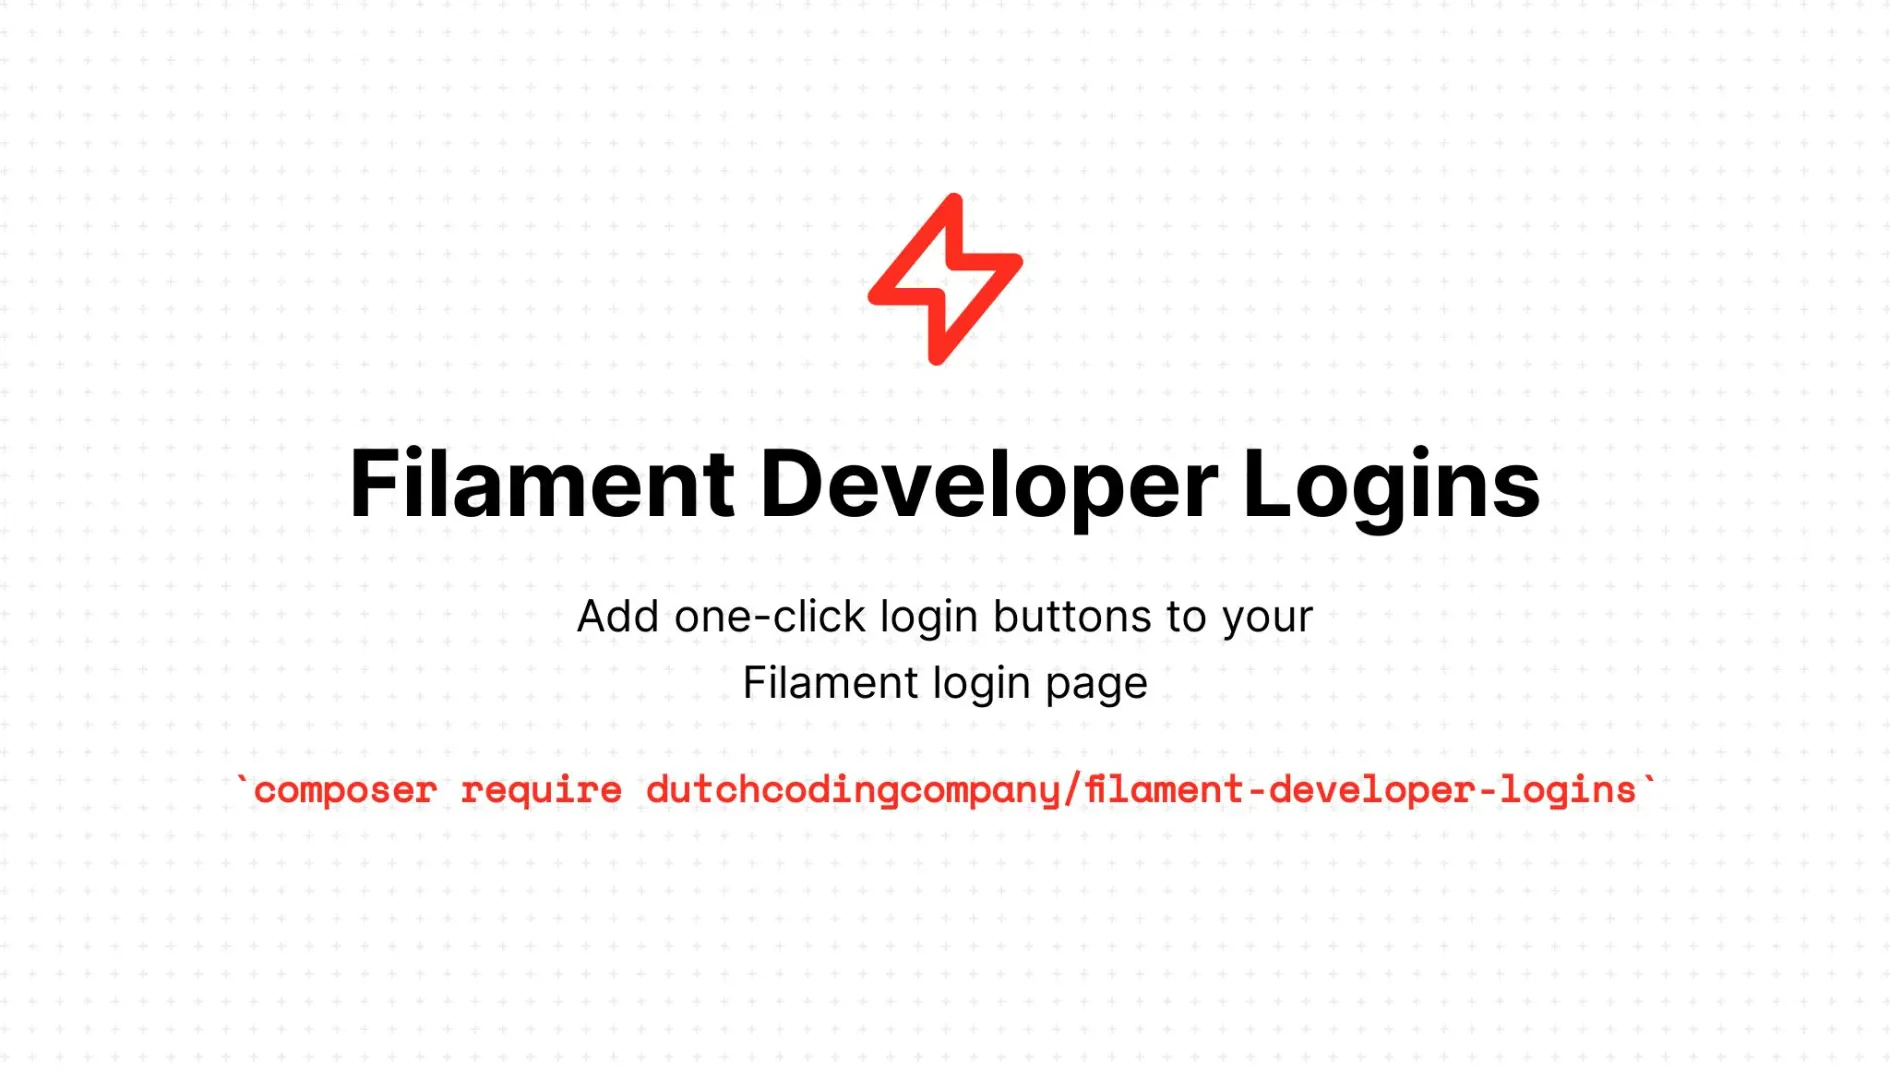 Filament Developer Logins
Add one-click login buttons to your
Filament login page
`composer require dutchcodingcompany/filament-developer-logins`